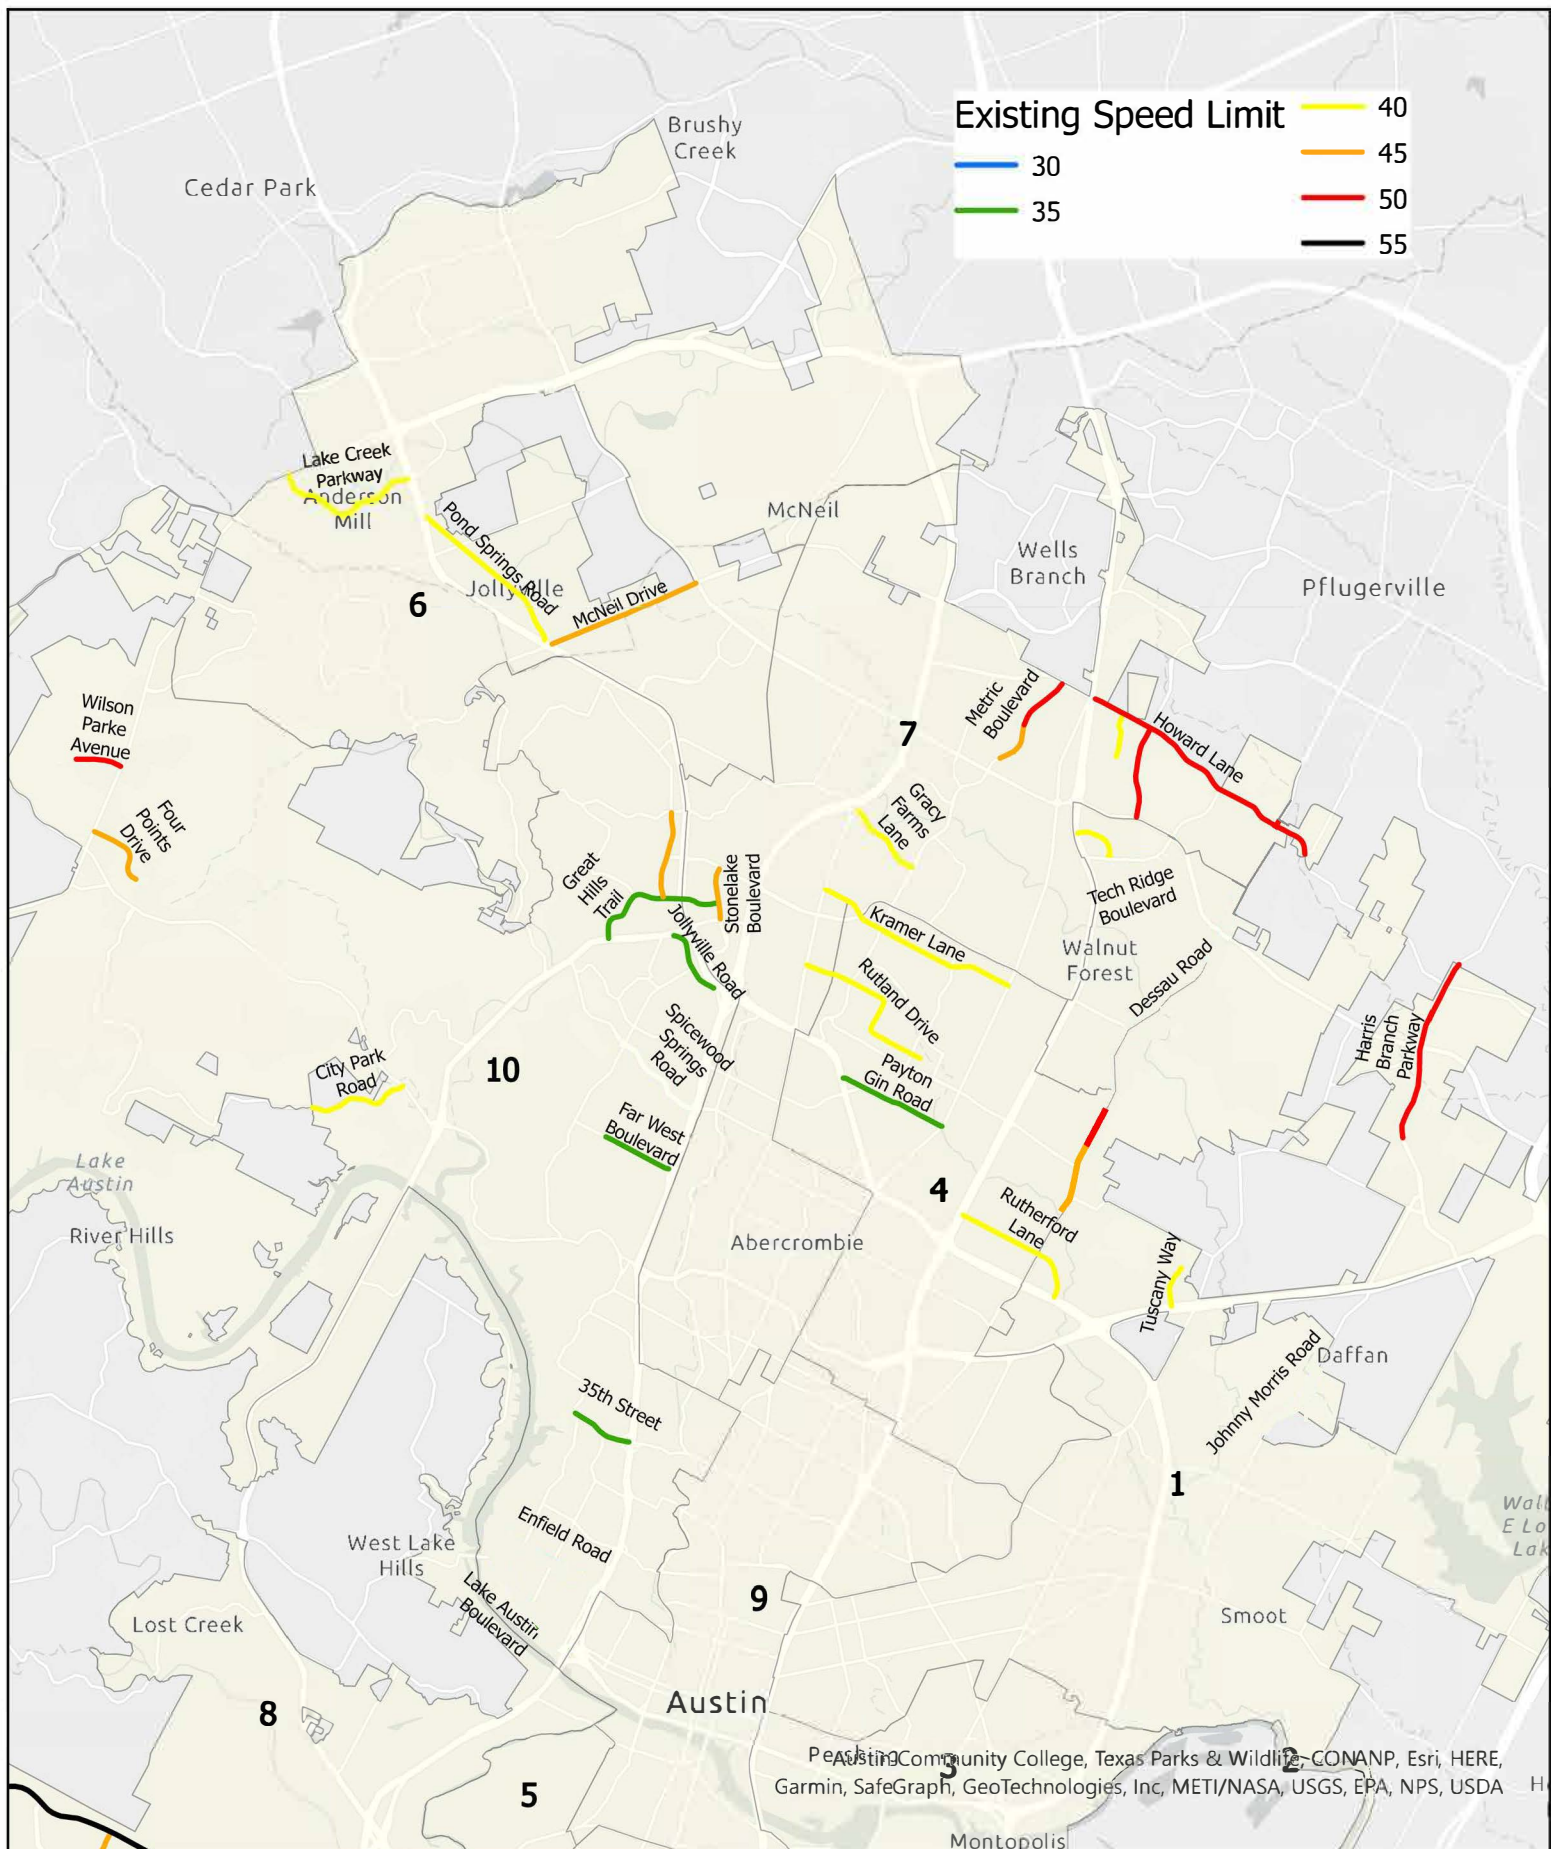 Existing Speed Limit
30
35
40
45
50
55
Brushy
Creek
Cedar Park
Lake Creek
Parkway
Anderson
Mill
Pond Springs Road
Jollyville
McNeil Drive
McNeil
Wells
Branch
Pflugerville
6
Wilson
Parke
Avenue
Four
Points
Drive
7
Metric
Boulevard
Howard Lane
Gracy
Farms
Lane
Great
Hills
Trail
Stonelake
Boulevard
Jollyville Road
Tech Ridge
Boulevard
Kramer Lane
Walnut
Forest
Dessau Road
Rutland Drive
Spicewood
Springs
Road
Harris
Branch
Parkway
10
City Park
Road
Payton
Gin Road
Far West
Boulevard
Lake
Austin
River Hills
4
Rutherford
Lane
Abercrombie
Tuscany Way
Daffan
Johnny Morris Road
35th Street
1
Enfield Road
West Lake
Hills
Lake Austin
Boulevard
9
Lost Creek
Smoot
8
Austin
5
3
2
Austin Community College, Texas Parks & Wildlife, CONANP, Esri, HERE,
Garmin, SafeGraph, GeoTechnologies, Inc, METI/NASA, USGS, EPA, NPS, USDA
Montopolis